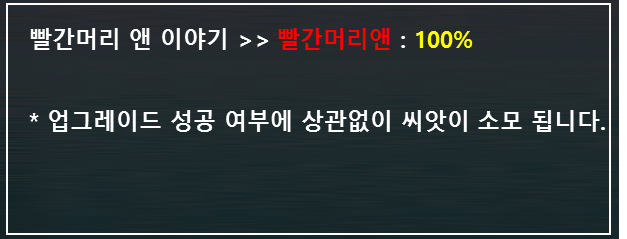 빨간머리 앤 이야기 >> 빨간머리앤 : 100%
* 업그레이드 성공 여부에 상관없이 씨앗이 소모 됩니다.